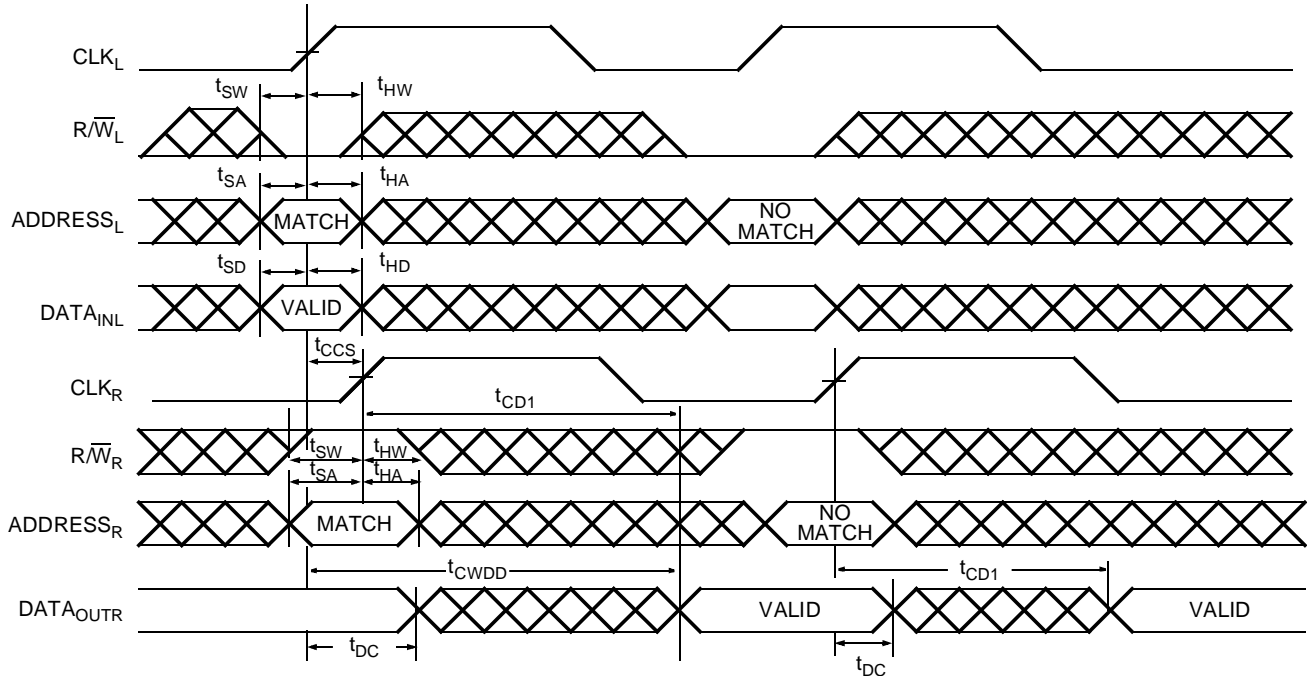 CLK_L
t_SW t_HW
R/W̅_L
t_SA t_HA
ADDRESS_L MATCH NO MATCH
t_SD t_HD
DATA_INL VALID
t_CCS
CLK_R
t_CD1
R/W̅_R
t_SW t_HW
t_SA t_HA
ADDRESS_R MATCH NO MATCH
t_CWDD t_CD1
DATA_OUTR VALID VALID
t_DC t_DC